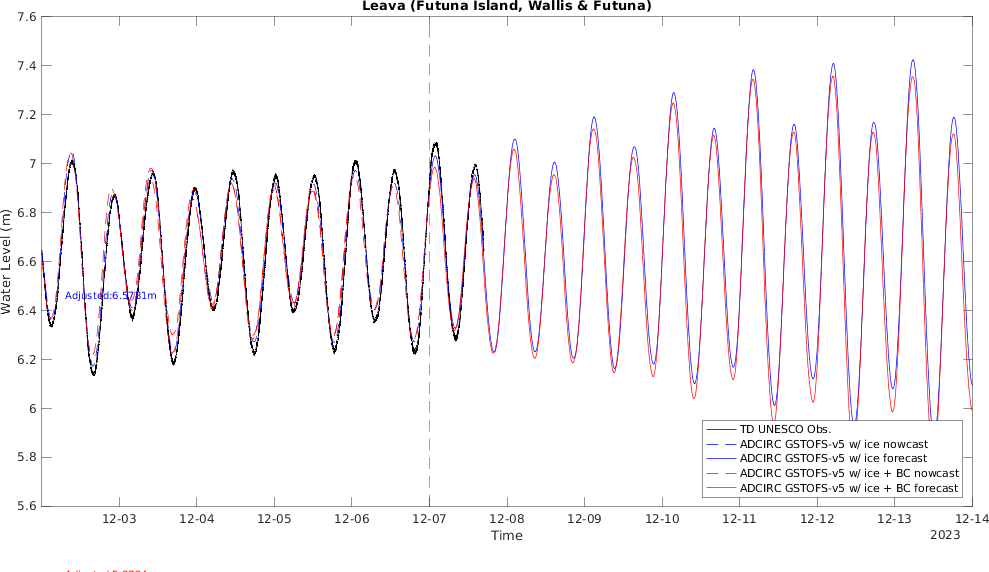 Leava (Futuna Island, Wallis & Futuna)
7.6
7.4
7.2
7
6.8
6.6
6.4
6.2
6
5.8
5.6
Water Level (m)
Adjusted:6.5781m
TD UNESCO Obs.
ADCIRC GSTOFS-v5 w/ ice nowcast
ADCIRC GSTOFS-v5 w/ ice forecast
ADCIRC GSTOFS-v5 w/ ice + BC nowcast
ADCIRC GSTOFS-v5 w/ ice + BC forecast
12-03 12-04 12-05 12-06 12-07 12-08 12-09 12-10 12-11 12-12 12-13 12-14
Time
2023